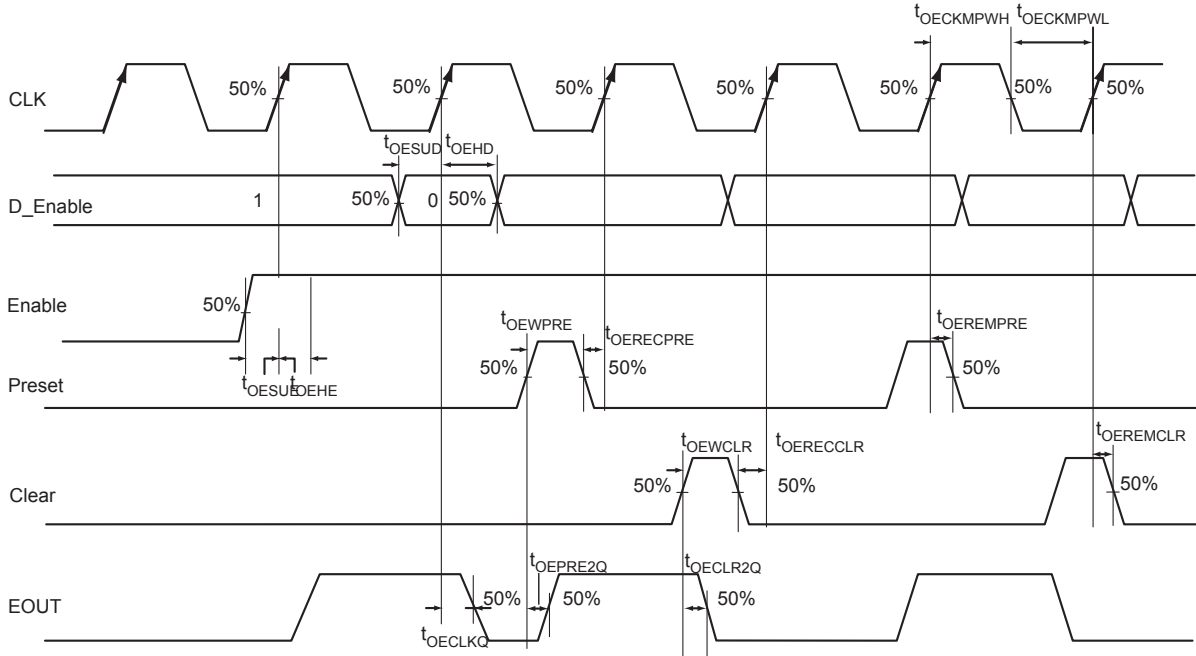 tOECKMPWH tOECKMPWL
CLK
50% 50% 50% 50% 50% 50% 50%
tOESUD tOEHD
D_Enable
1 50% 0 50%
Enable
50%
tOEWPRE tOERECPRE tOEREMPRE
tOESUE tOEHE
Preset
50% 50% 50%
tOEWCLR tOERECCLR tOEREMCLR
Clear
50% 50% 50%
tOEPRE2Q tOECLR2Q
EOUT
50% 50% 50%
tOECLKQ